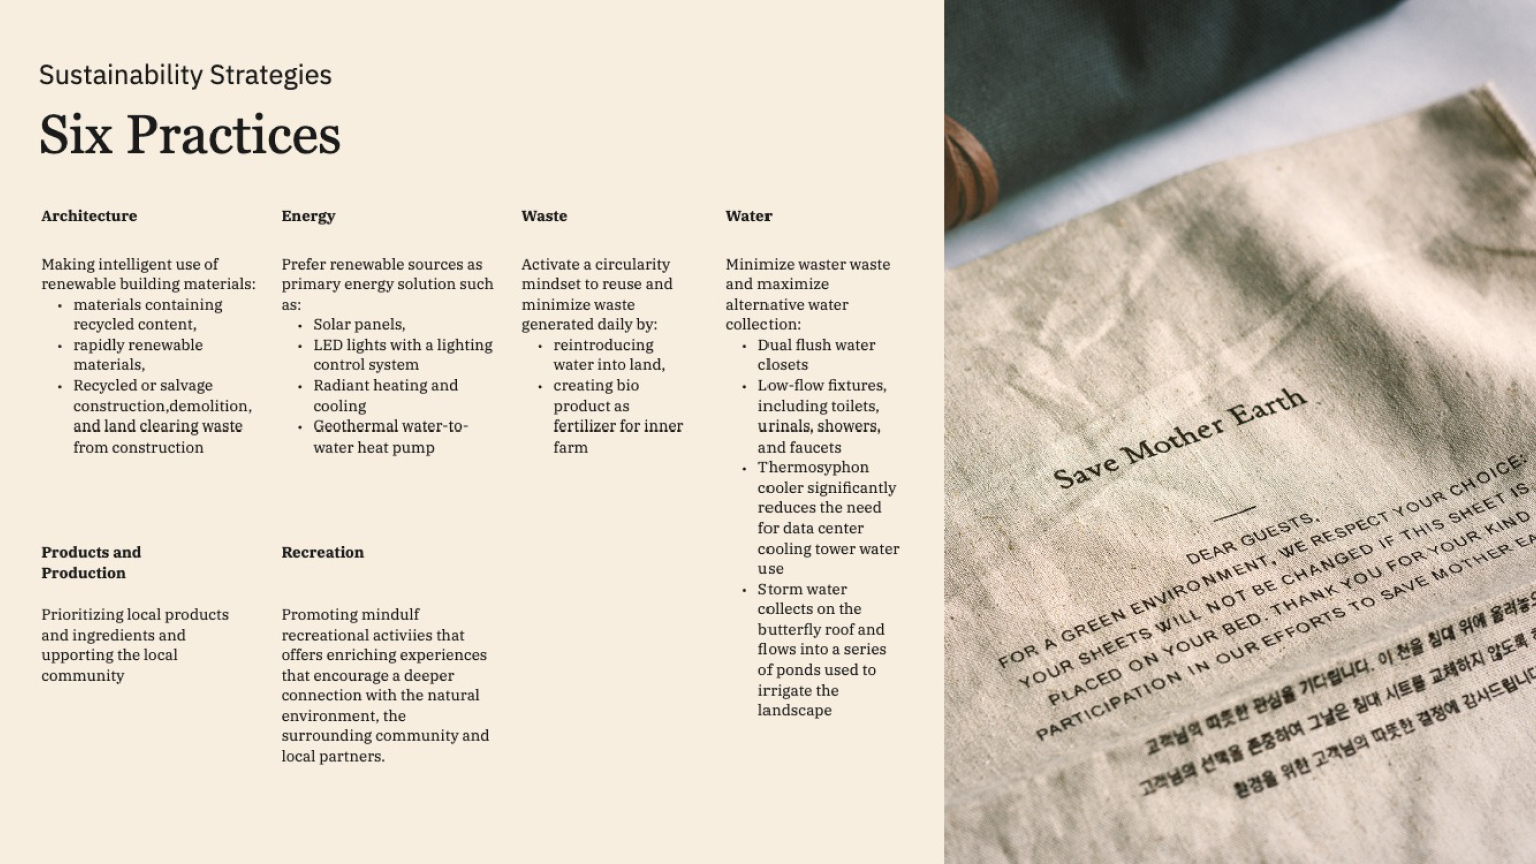 Sustainability Strategies
Six Practices
Architecture
Making intelligent use of
renewable building materials:
• materials containing
recycled content,
• rapidly renewable
materials,
• Recycled or salvage
construction,demolition,
and land clearing waste
from construction
Energy
Prefer renewable sources as
primary energy solution such
as:
• Solar panels,
• LED lights with a lighting
control system
• Radiant heating and
cooling
• Geothermal water-to-
water heat pump
Waste
Activate a circularity
mindset to reuse and
minimize waste
generated daily by:
• reintroducing
water into land,
• creating bio
product as
fertilizer for inner
farm
Water
Minimize waster waste
and maximize
alternative water
collection:
• Dual flush water
closets
• Low-flow fixtures,
including toilets,
urinals, showers,
and faucets
• Thermosyphon
cooler significantly
reduces the need
for data center
cooling tower water
use
• Storm water
collects on the
butterfly roof and
flows into a series
of ponds used to
irrigate the
landscape
Products and
Production
Prioritizing local products
and ingredients and
upporting the local
community
Recreation
Promoting mindulf
recreational activiies that
offers enriching experiences
that encourage a deeper
connection with the natural
environment, the
surrounding community and
local partners.
Save Mother Earth
DEAR GUESTS,
FOR A GREEN ENVIRONMENT, WE RESPECT YOUR CHOICE:
YOUR SHEETS WILL NOT BE CHANGED IF THIS SHEET IS
PLACED ON YOUR BED. THANK YOU FOR YOUR KIND
PARTICIPATION IN OUR EFFORTS TO SAVE MOTHER
고객님의 따뜻한 관심을 기다립니다. 이 천을 침대 위에
고객님의 선택을 존중하여 그날은 침대 시트를 교체하지 않도록
환경을 위한 고객님의 따뜻한 결정에 감사드립니다